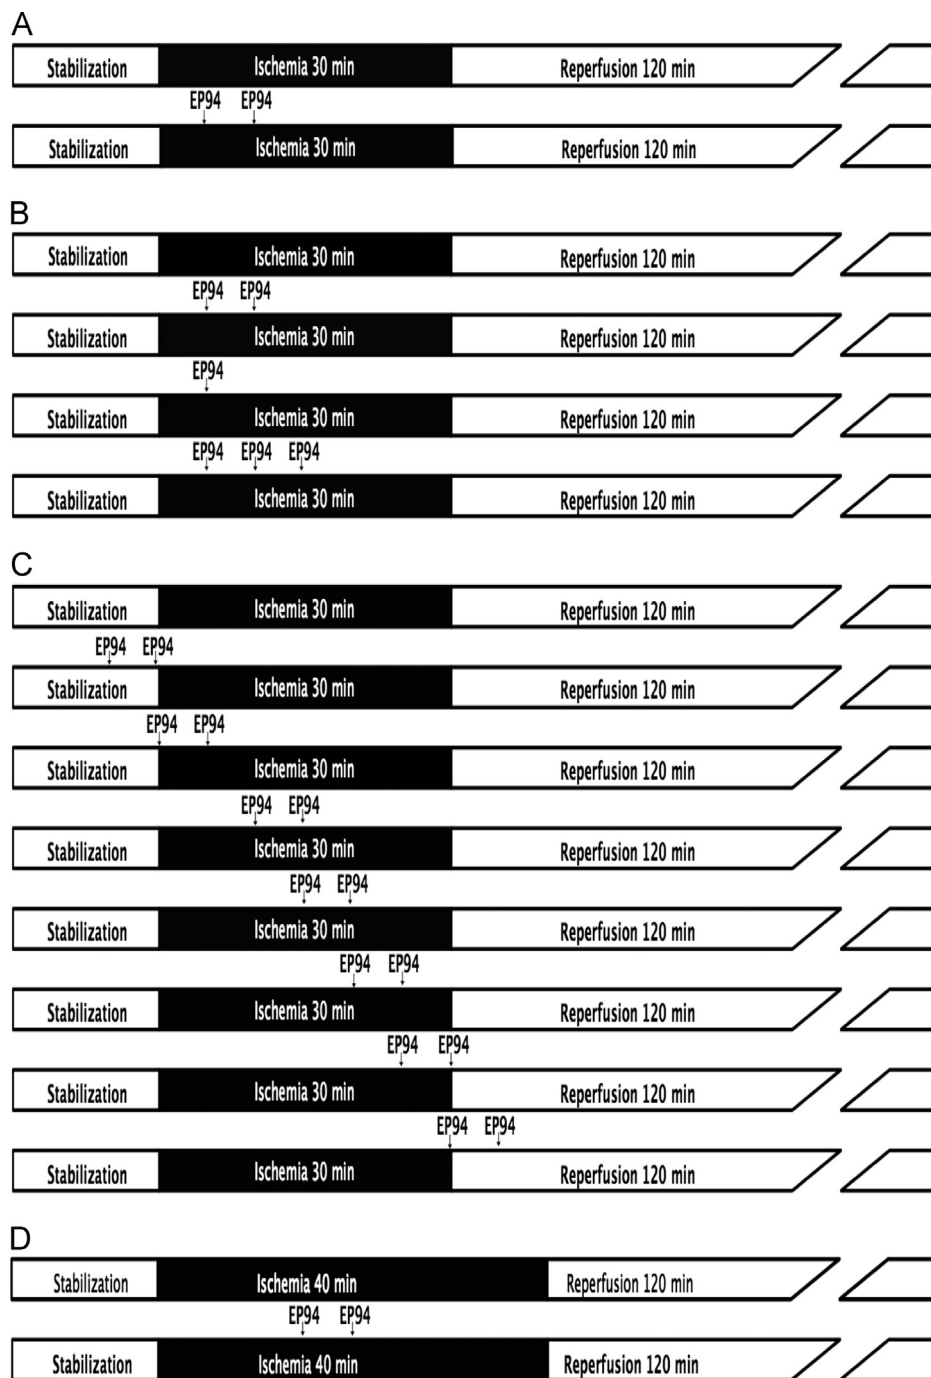 A
Stabilization Ischemia 30 min Reperfusion 120 min
EP94 EP94
Stabilization Ischemia 30 min Reperfusion 120 min
B
Stabilization Ischemia 30 min Reperfusion 120 min
EP94 EP94
Stabilization Ischemia 30 min Reperfusion 120 min
EP94
Stabilization Ischemia 30 min Reperfusion 120 min
EP94 EP94 EP94
Stabilization Ischemia 30 min Reperfusion 120 min
C
Stabilization Ischemia 30 min Reperfusion 120 min
EP94 EP94
Stabilization Ischemia 30 min Reperfusion 120 min
EP94 EP94
Stabilization Ischemia 30 min Reperfusion 120 min
EP94 EP94
Stabilization Ischemia 30 min Reperfusion 120 min
EP94 EP94
Stabilization Ischemia 30 min Reperfusion 120 min
EP94 EP94
Stabilization Ischemia 30 min Reperfusion 120 min
EP94 EP94
Stabilization Ischemia 30 min Reperfusion 120 min
EP94 EP94
Stabilization Ischemia 30 min Reperfusion 120 min
D
Stabilization Ischemia 40 min Reperfusion 120 min
EP94 EP94
Stabilization Ischemia 40 min Reperfusion 120 min